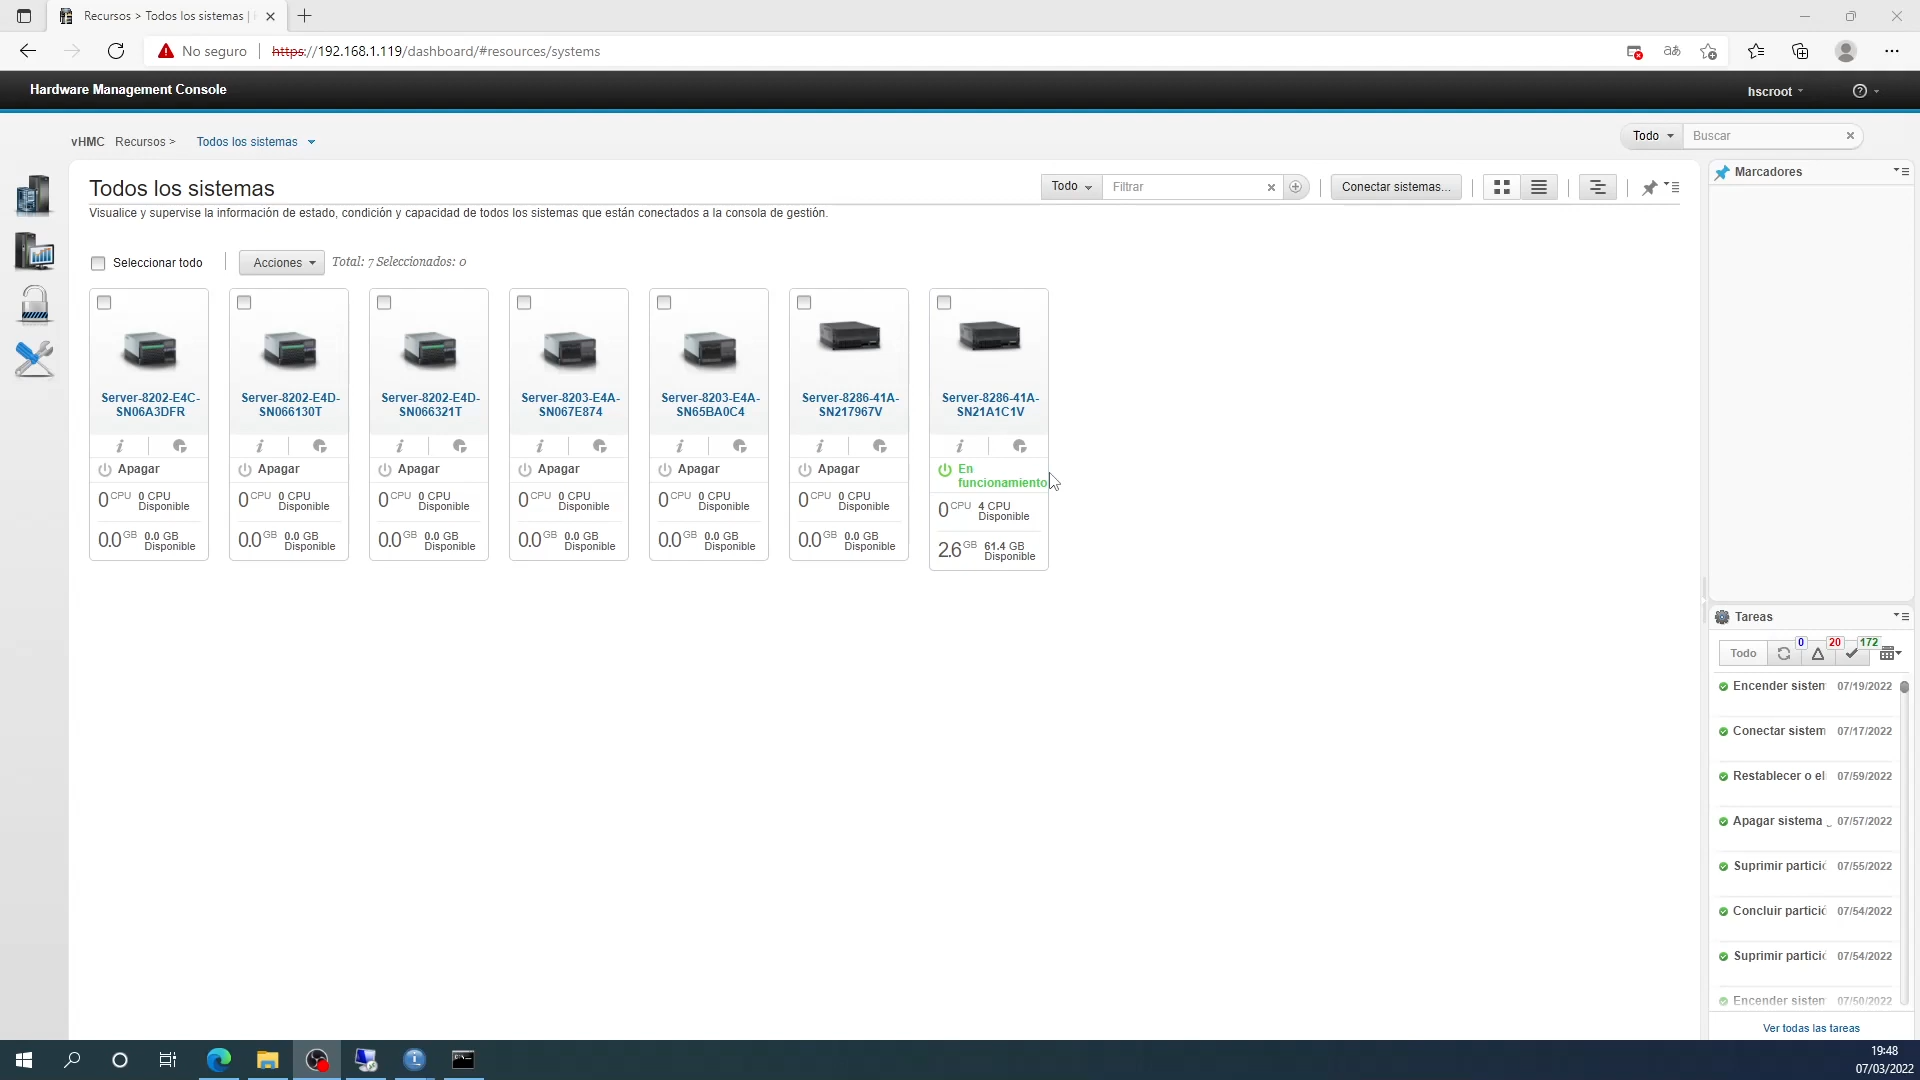 Recursos > Todos los sistemas |
No seguro
https://192.168.1.119/dashboard/#resources/systems
Hardware Management Console
hscroot
vHMC Recursos > Todos los sistemas
Todo Buscar
Todos los sistemas
Todo Filtrar
Conectar sistemas...
Visualice y supervise la información de estado, condición y capacidad de todos los sistemas que están conectados a la consola de gestión.
Seleccionar todo
Acciones
Total: 7 Seleccionados: 0
Server-8202-E4C-
SN06A3DFR
Apagar
0 CPU 0 CPU
Disponible
0.0 GB 0.0 GB
Disponible
Server-8202-E4D-
SN066130T
Apagar
0 CPU 0 CPU
Disponible
0.0 GB 0.0 GB
Disponible
Server-8202-E4D-
SN066321T
Apagar
0 CPU 0 CPU
Disponible
0.0 GB 0.0 GB
Disponible
Server-8203-E4A-
SN067E874
Apagar
0 CPU 0 CPU
Disponible
0.0 GB 0.0 GB
Disponible
Server-8203-E4A-
SN65BA0C4
Apagar
0 CPU 0 CPU
Disponible
0.0 GB 0.0 GB
Disponible
Server-8286-41A-
SN217967V
Apagar
0 CPU 0 CPU
Disponible
0.0 GB 0.0 GB
Disponible
Server-8286-41A-
SN21A1C1V
En
funcionamiento
0 CPU 4 CPU
Disponible
2.6 GB 61.4 GB
Disponible
Marcadores
Tareas
Todo 0 20 172
Encender sistem 07/19/2022
Conectar sistem 07/17/2022
Restablecer o el 07/59/2022
Apagar sistema 07/57/2022
Suprimir partició 07/55/2022
Concluir partició 07/54/2022
Suprimir partició 07/54/2022
Encender sistem 07/50/2022
Ver todas las tareas
19:48
07/03/2022